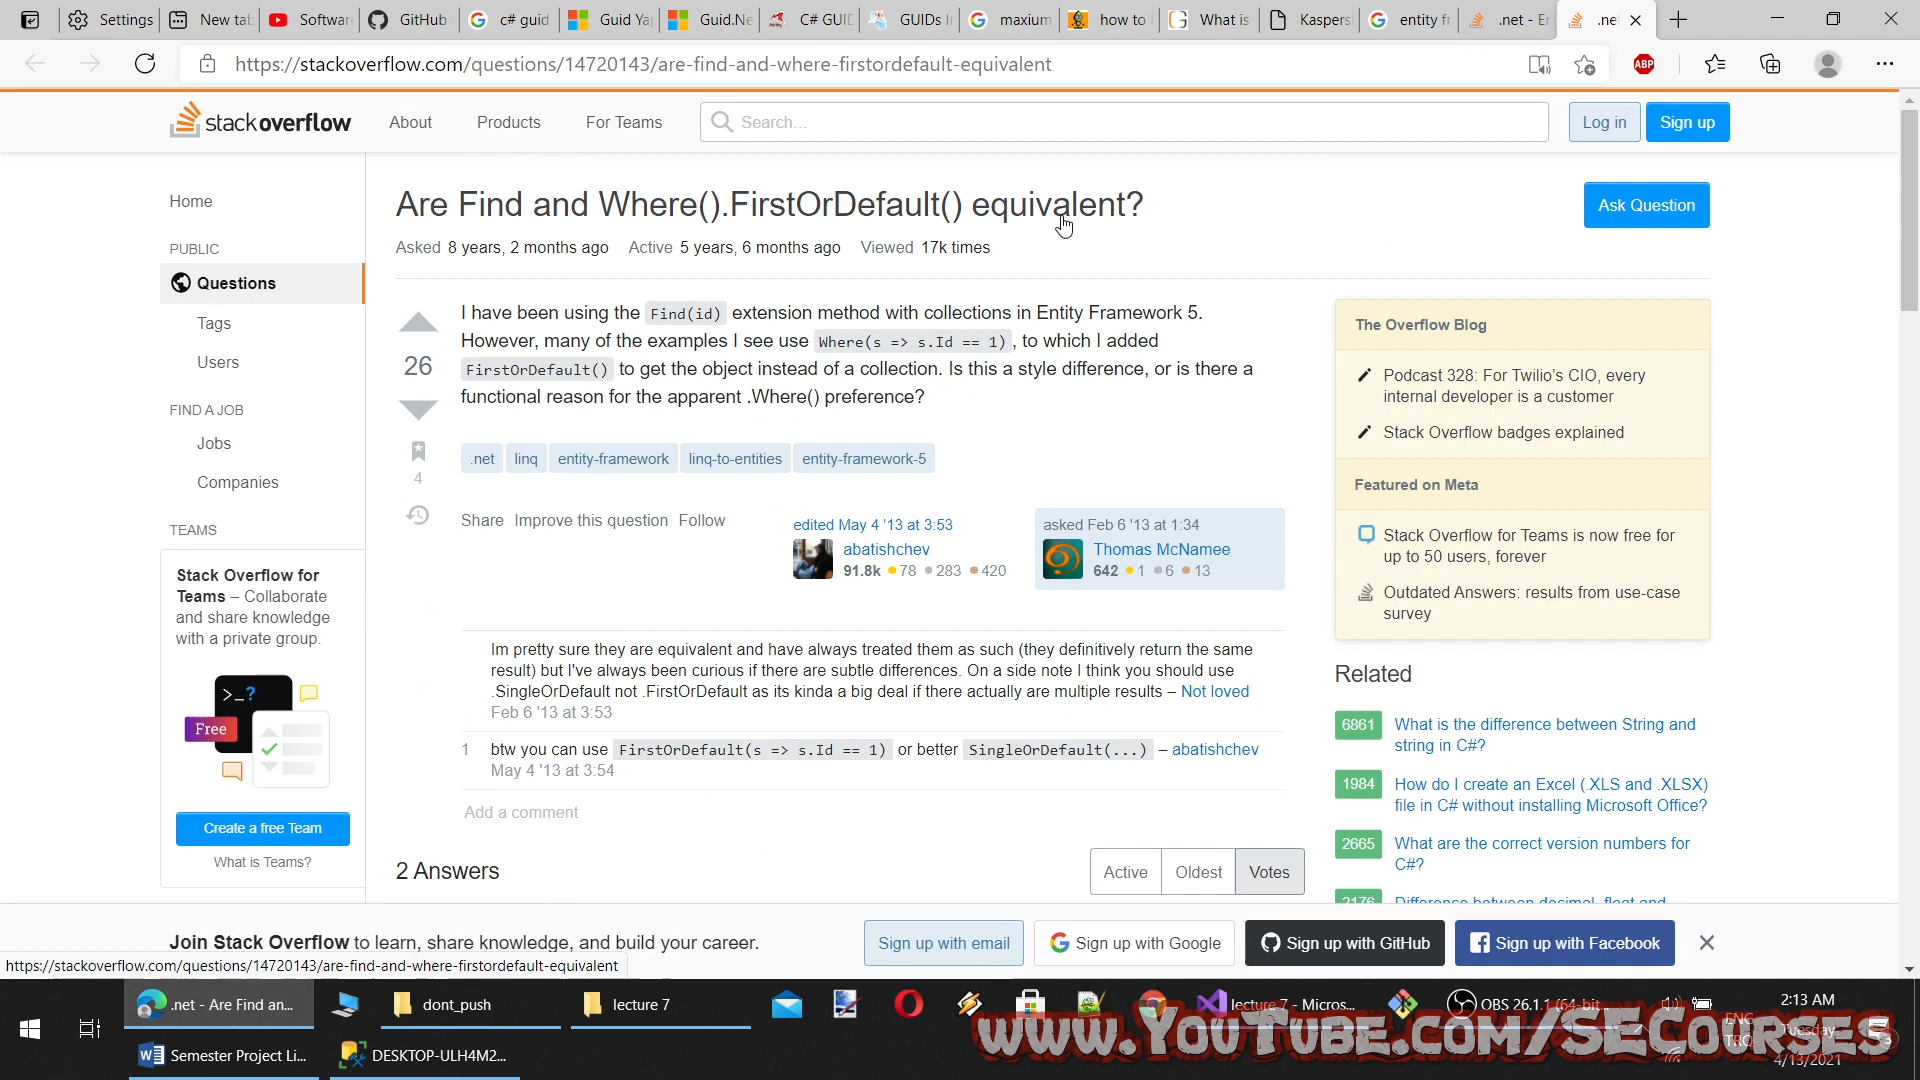 Settings
New tab
Software
GitHub
c# guid
Guid Yap
Guid.Ne
C# GUID
GUIDs In
maxium
how to
What is
Kaspers
entity fr
.net - En
.net
https://stackoverflow.com/questions/14720143/are-find-and-where-firstordefault-equivalent
ABP
stackoverflow
About
Products
For Teams
Search...
Log in
Sign up
Home
PUBLIC
Questions
Tags
Users
FIND A JOB
Jobs
Companies
TEAMS
Stack Overflow for
Teams – Collaborate
and share knowledge
with a private group.
>_?
Free
Create a free Team
What is Teams?
Are Find and Where().FirstOrDefault() equivalent?
Ask Question
Asked 8 years, 2 months ago Active 5 years, 6 months ago Viewed 17k times
26
4
I have been using the Find(id) extension method with collections in Entity Framework 5.
However, many of the examples I see use Where(s => s.Id == 1), to which I added
FirstOrDefault() to get the object instead of a collection. Is this a style difference, or is there a
functional reason for the apparent .Where() preference?
.net linq entity-framework linq-to-entities entity-framework-5
Share Improve this question Follow
edited May 4 '13 at 3:53
abatishchev
91.8k 78 283 420
asked Feb 6 '13 at 1:34
Thomas McNamee
642 1 6 13
Im pretty sure they are equivalent and have always treated them as such (they definitively return the same
result) but I've always been curious if there are subtle differences. On a side note I think you should use
.SingleOrDefault not .FirstOrDefault as its kinda a big deal if there actually are multiple results – Not loved
Feb 6 '13 at 3:53
1 btw you can use FirstOrDefault(s => s.Id == 1) or better SingleOrDefault(...) – abatishchev
May 4 '13 at 3:54
Add a comment
2 Answers
Active
Oldest
Votes
The Overflow Blog
Podcast 328: For Twilio's CIO, every
internal developer is a customer
Stack Overflow badges explained
Featured on Meta
Stack Overflow for Teams is now free for
up to 50 users, forever
Outdated Answers: results from use-case
survey
Related
6861 What is the difference between String and
string in C#?
1984 How do I create an Excel (.XLS and .XLSX)
file in C# without installing Microsoft Office?
2665 What are the correct version numbers for
C#?
2176 Difference between decimal, float and
Join Stack Overflow to learn, share knowledge, and build your career.
Sign up with email
Sign up with Google
Sign up with GitHub
Sign up with Facebook
https://stackoverflow.com/questions/14720143/are-find-and-where-firstordefault-equivalent
.net - Are Find an...
dont_push
lecture 7
lecture 7 - Micros...
OBS 26.1.1 (64-bit...
2:13 AM
ENG
Tuesday
TRQ
4/13/2021
3
Semester Project Li...
DESKTOP-ULH4M2...
www.YouTube.com/SECourses